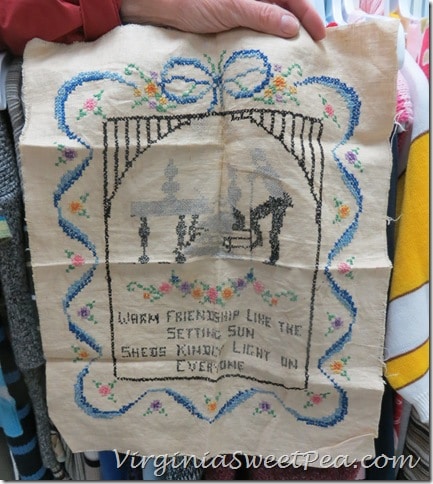 WARM FRIENDSHIP LIKE THE
SETTING SUN
SHEDS KINDLY LIGHT ON
EVERYONE
VirginiaSweetPea.com